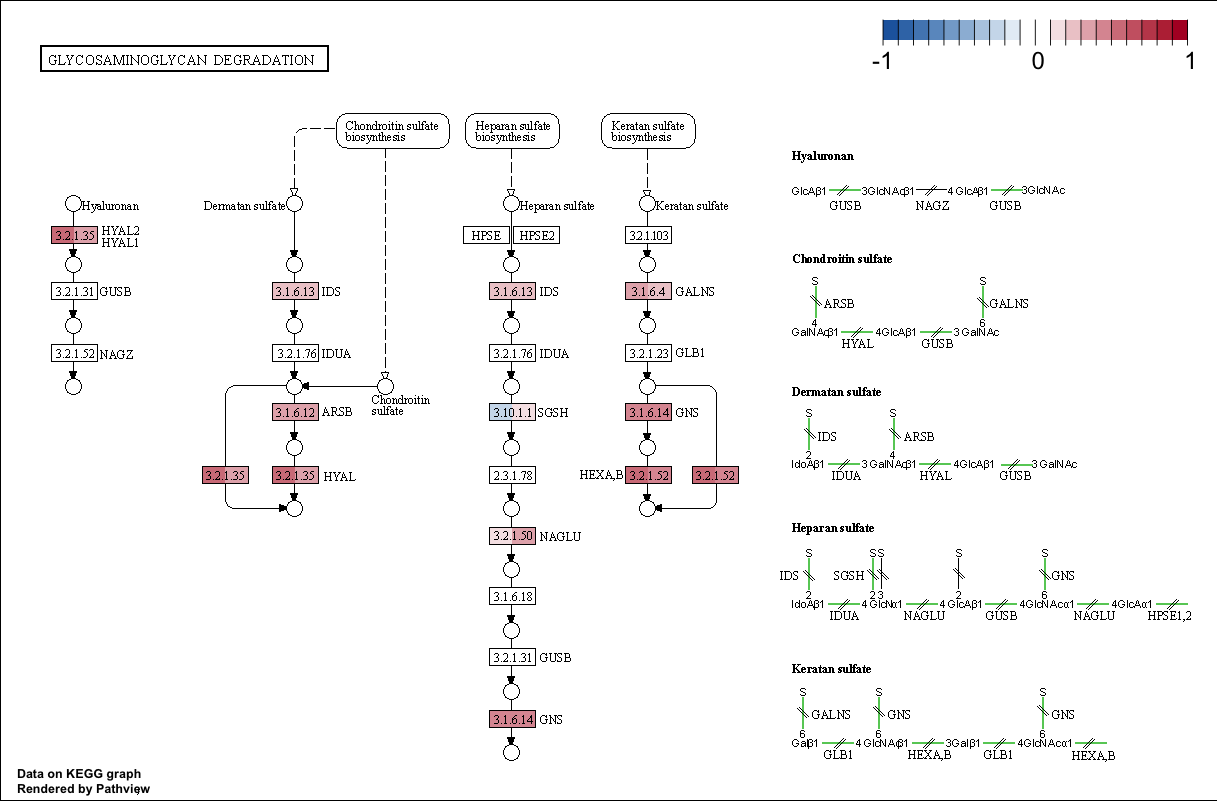 GLYCOSAMINOGLYCAN DEGRADATION
-1
0
1
Chondroitin sulfate
biosynthesis
Heparan sulfate
biosynthesis
Keratan sulfate
biosynthesis
Hyaluronan
Dermatan sulfate
Heparan sulfate
Keratan sulfate
3.2.1.35
HYAL2
HYAL1
HPSE
HPSE2
3.2.1.103
3.2.1.31
GUSB
3.1.6.13
IDS
3.1.6.13
IDS
3.1.6.4
GALNS
3.2.1.52
NAGZ
3.2.1.76
IDUA
3.2.1.76
IDUA
3.2.1.23
GLB1
Chondroitin
sulfate
3.1.6.12
ARSB
3.10.1.1
SGSH
3.1.6.14
GNS
3.2.1.35
3.2.1.35
HYAL
2.3.1.78
HEXA,B
3.2.1.52
3.2.1.52
3.2.1.50
NAGLU
3.1.6.18
3.2.1.31
GUSB
3.1.6.14
GNS
Hyaluronan
GlcAβ1 3GlcNAcβ1 4 GlcAβ1 3GlcNAc
GUSB NAGZ GUSB
Chondroitin sulfate
S S
ARSB GALNS
4 6
GalNAcβ1 4GlcAβ1 3 GalNAc
HYAL GUSB
Dermatan sulfate
S S
IDS ARSB
2 4
IdoAβ1 3 GalNAcβ1 4GlcAβ1 3 GalNAc
IDUA HYAL GUSB
Heparan sulfate
S S S S S
IDS SGSH GNS
2 2 3 2 6
IdoAβ1 4 GlcNα1 4 GlcAβ1 4GlcNAcα1 4GlcAα1
IDUA NAGLU GUSB NAGLU HPSE1,2
Keratan sulfate
S S S
GALNS GNS GNS
6 6 6
Galβ1 4 GlcNAcβ1 3Galβ1 4GlcNAcα1
GLB1 HEXA,B GLB1 HEXA,B
Data on KEGG graph
Rendered by Pathview